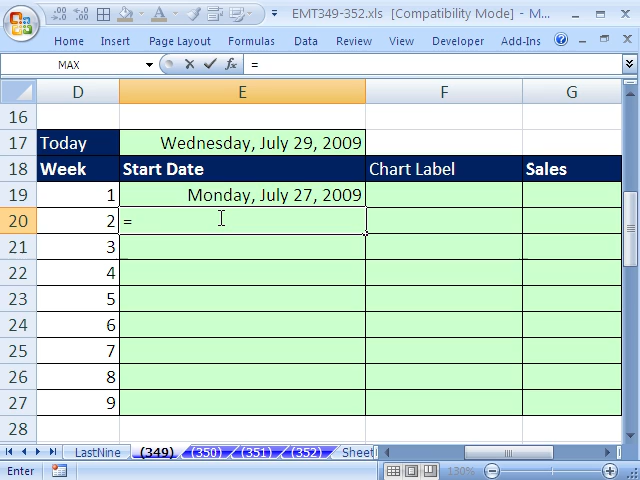 EMT349-352.xls [Compatibility Mode] - M...
Home Insert Page Layout Formulas Data Reviews View Developer Add-Ins
MAX fx =
D E F G
16
17 Today Wednesday, July 29, 2009
18 Week Start Date Chart Label Sales
19 1 Monday, July 27, 2009
20 2 =
21 3
22 4
23 5
24 6
25 7
26 8
27 9
28
LastNine (349) (350) (351) (352) Sheet
Enter 130%